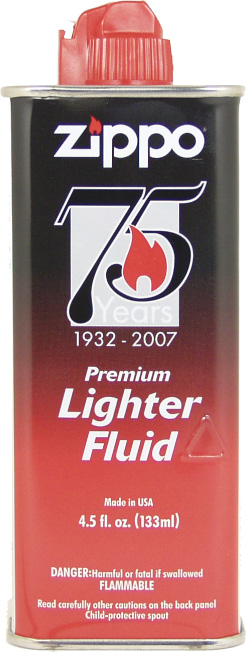 zippo
75
Years
1932 - 2007
Premium
Lighter
Fluid
Made in USA
4.5 fl. oz. (133ml)
DANGER:Harmful or fatal if swallowed
FLAMMABLE
Read carefully other cautions on the back panel
Child-protective spout